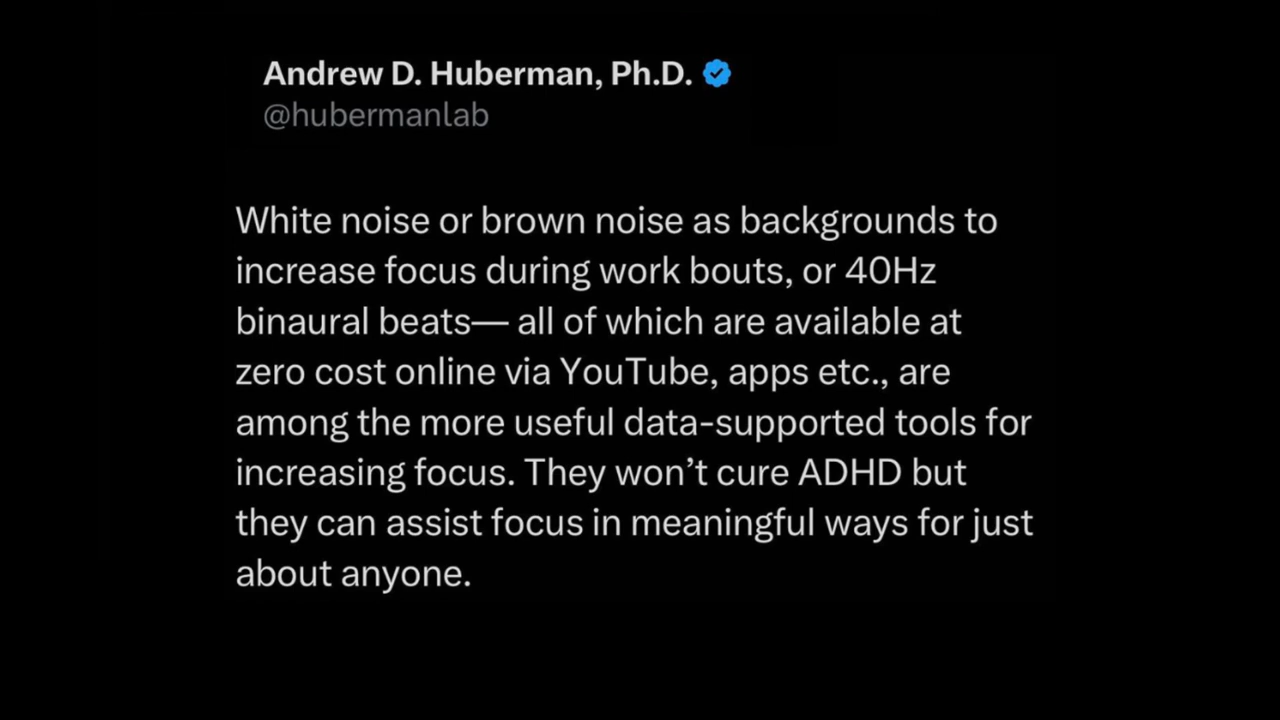 Andrew D. Huberman, Ph.D.
@hubermanlab
White noise or brown noise as backgrounds to
increase focus during work bouts, or 40Hz
binaural beats— all of which are available at
zero cost online via YouTube, apps etc., are
among the more useful data-supported tools for
increasing focus. They won’t cure ADHD but
they can assist focus in meaningful ways for just
about anyone.